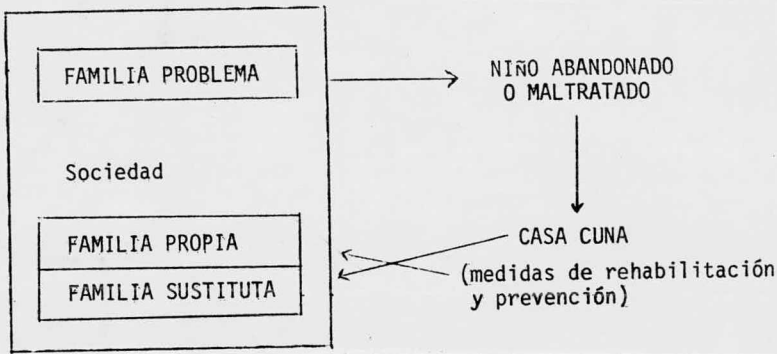 FAMILIA PROBLEMA
NIÑO ABANDONADO
O MALTRATADO
Sociedad
FAMILIA PROPIA
FAMILIA SUSTITUTA
CASA CUNA
(medidas de rehabilitación
y prevención)